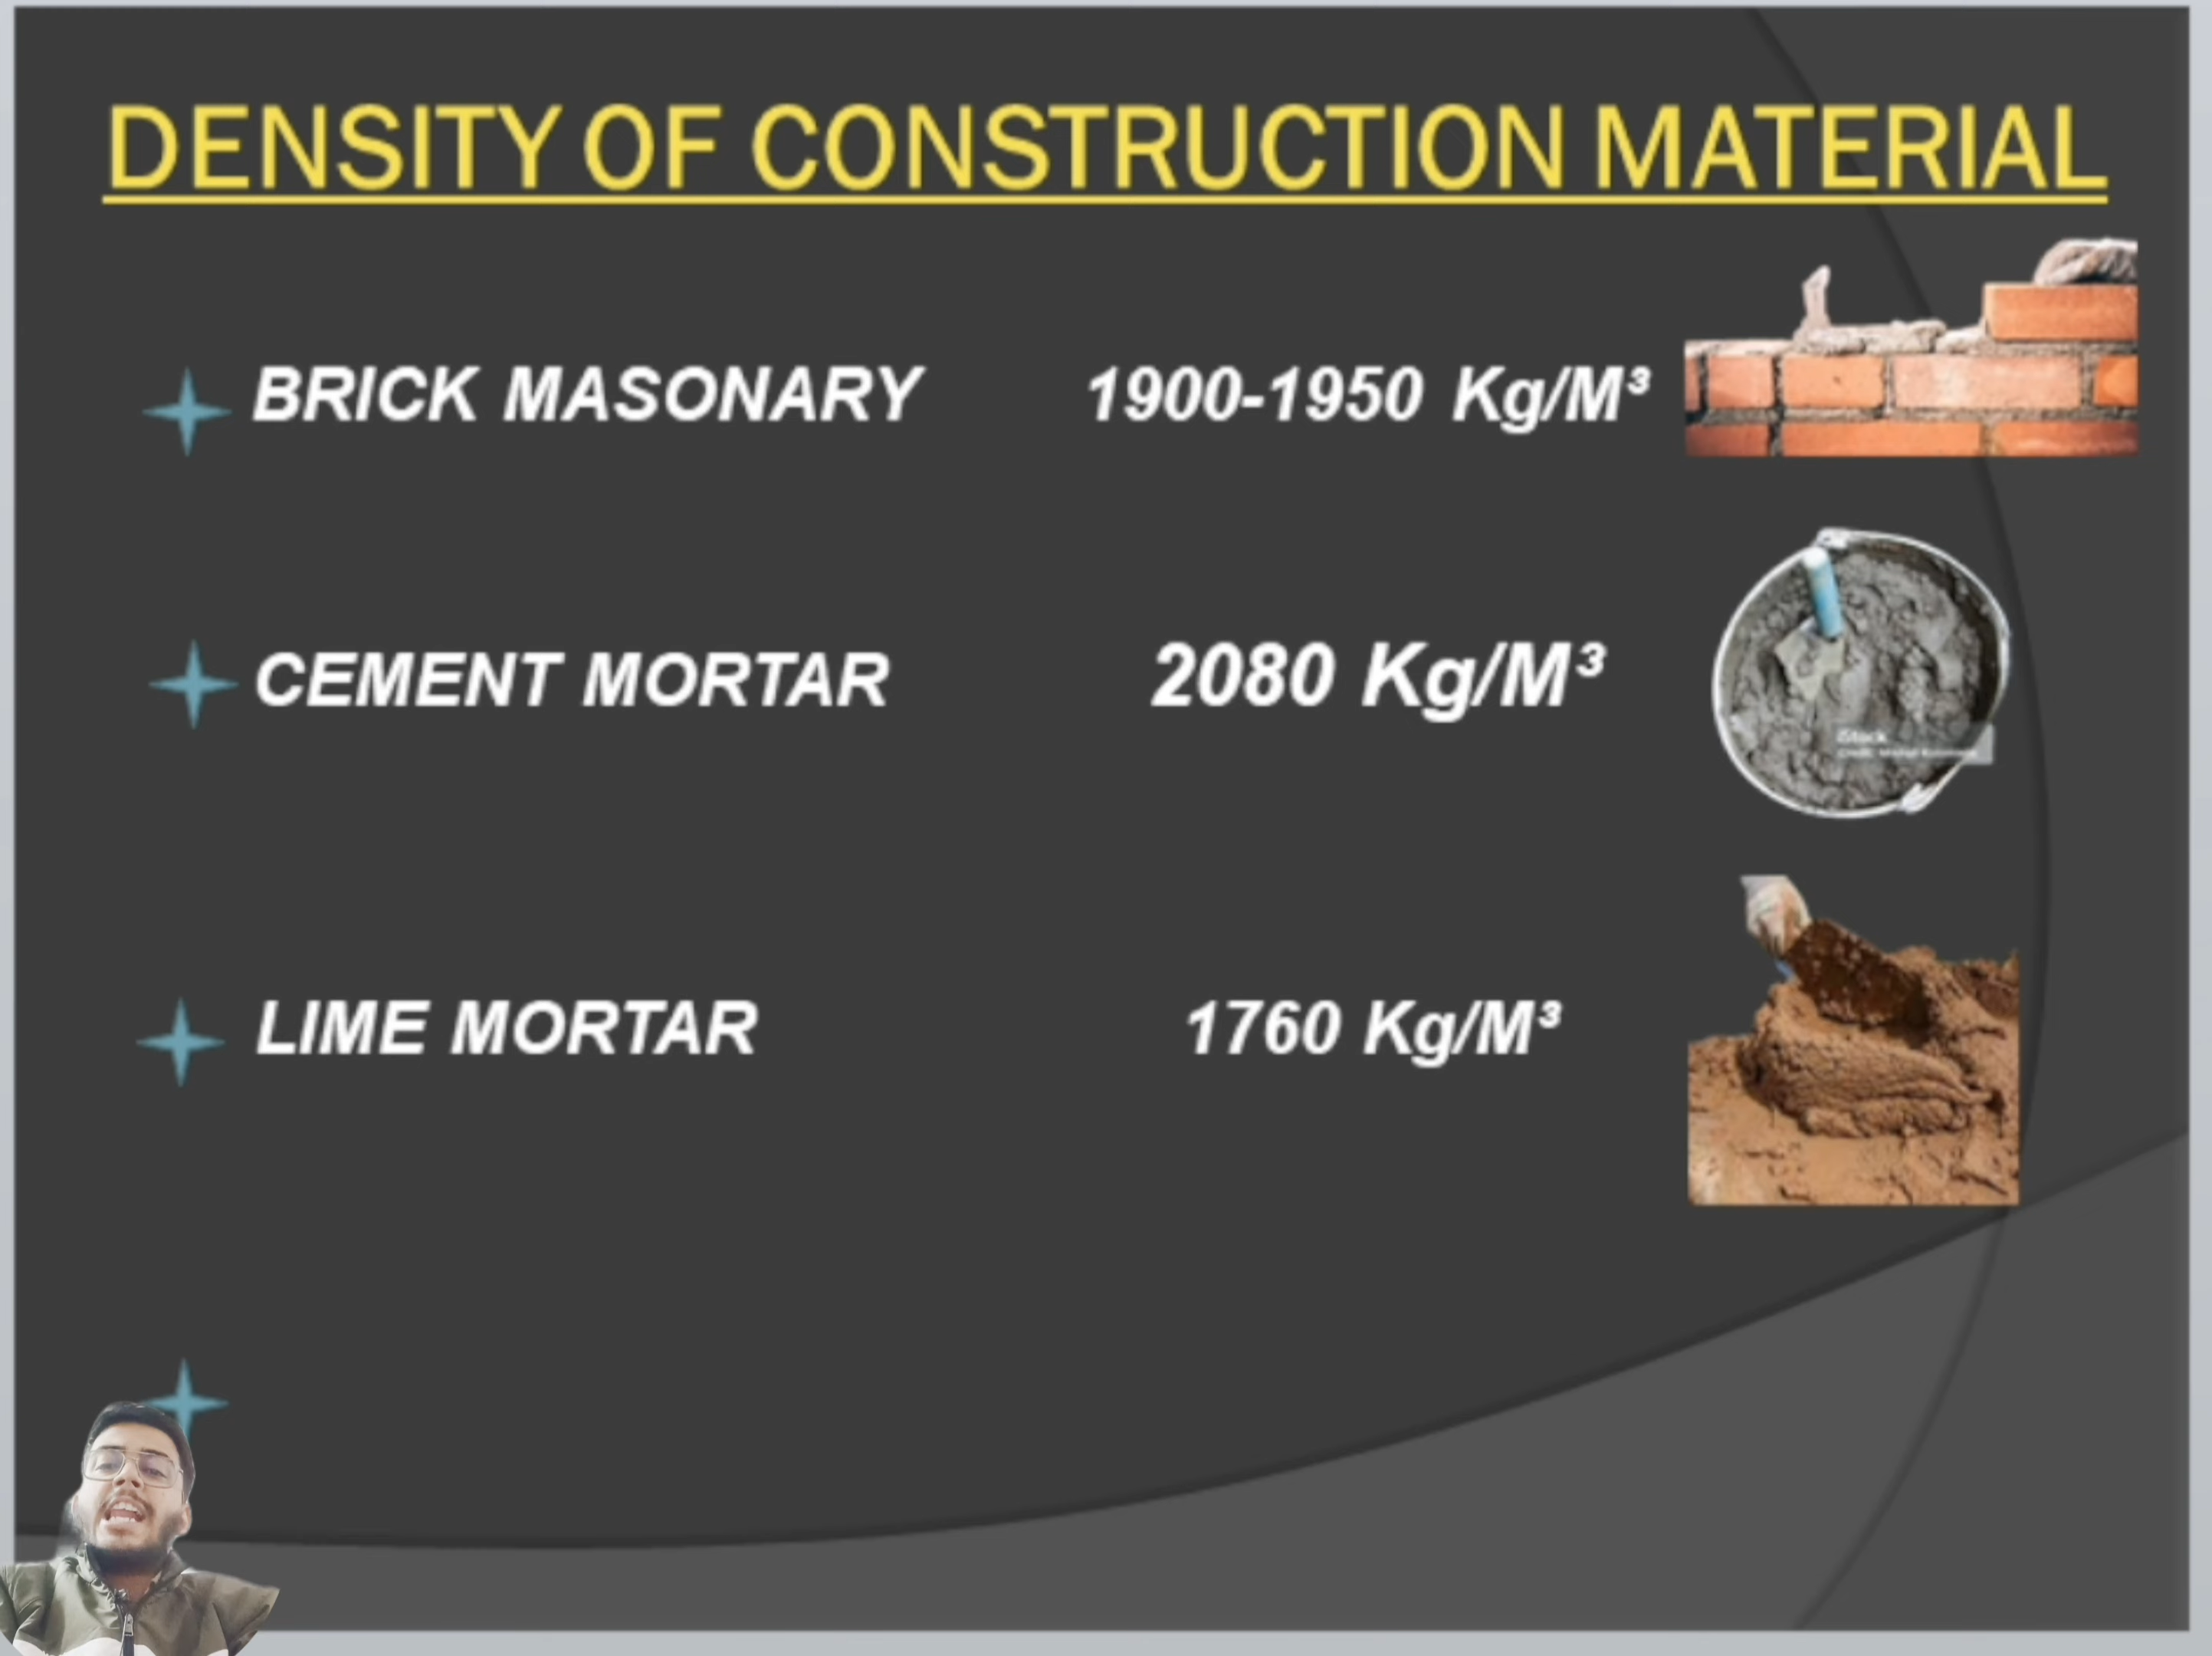 DENSITY OF CONSTRUCTION MATERIAL
BRICK MASONARY 1900-1950 Kg/M³
CEMENT MORTAR 2080 Kg/M³
iStock
LIME MORTAR 1760 Kg/M³